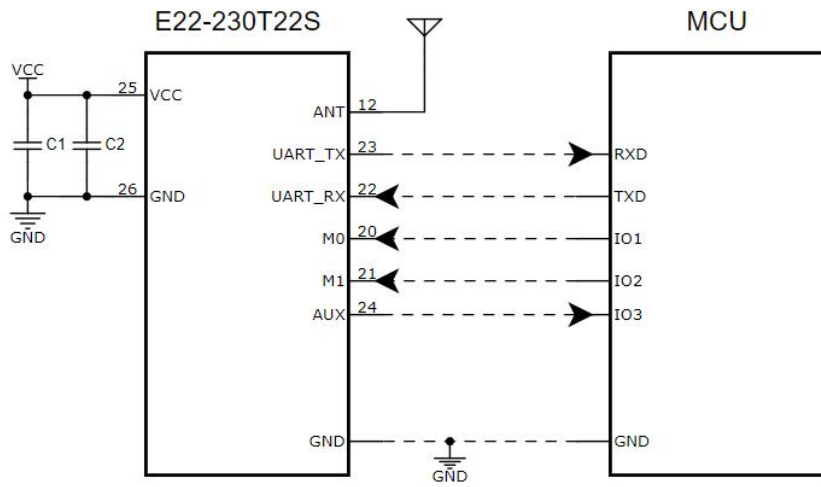 E22-230T22S MCU
VCC
25 VCC
C1 C2
26 GND
GND
ANT 12
UART_TX 23 RXD
UART_RX 22 TXD
M0 20 IO1
M1 21 IO2
AUX 24 IO3
GND GND
GND